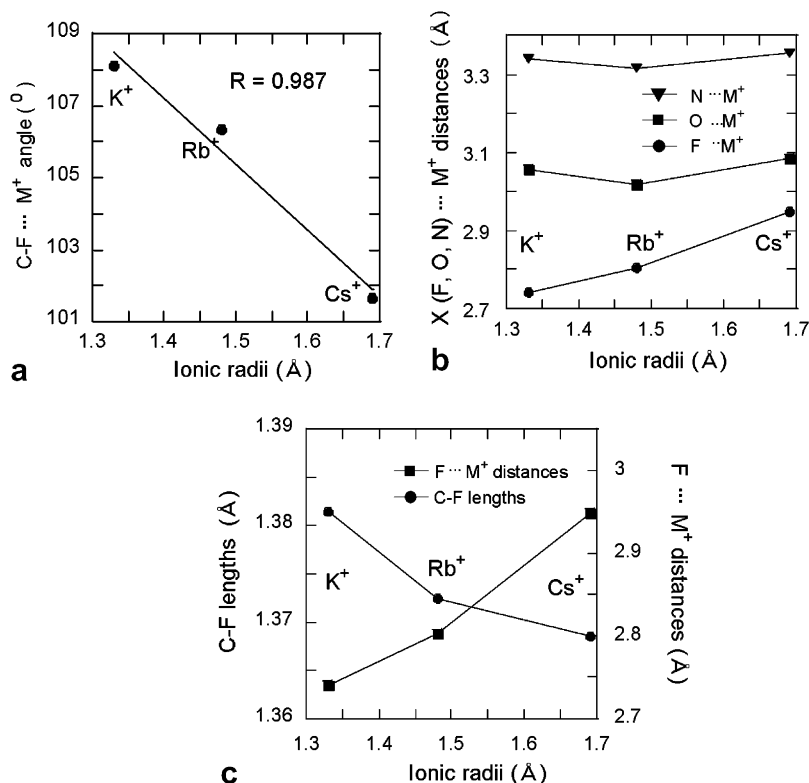 109
107
105
103
101
C-F ··· M+ angle (°)
R = 0.987
K+
Rb+
Cs+
1.3 1.4 1.5 1.6 1.7
Ionic radii (Å)
a
3.3
3.1
2.9
2.7
X (F, O, N) ··· M+ distances (Å)
N ··· M+
O ··· M+
F ··· M+
K+
Rb+
Cs+
1.3 1.4 1.5 1.6 1.7
Ionic radii (Å)
b
1.39
1.38
1.37
1.36
C-F lengths (Å)
F ··· M+ distances
C-F lengths
K+
Rb+
Cs+
3
2.9
2.8
2.7
F ··· M+ distances
(Å)
1.3 1.4 1.5 1.6 1.7
Ionic radii (Å)
c